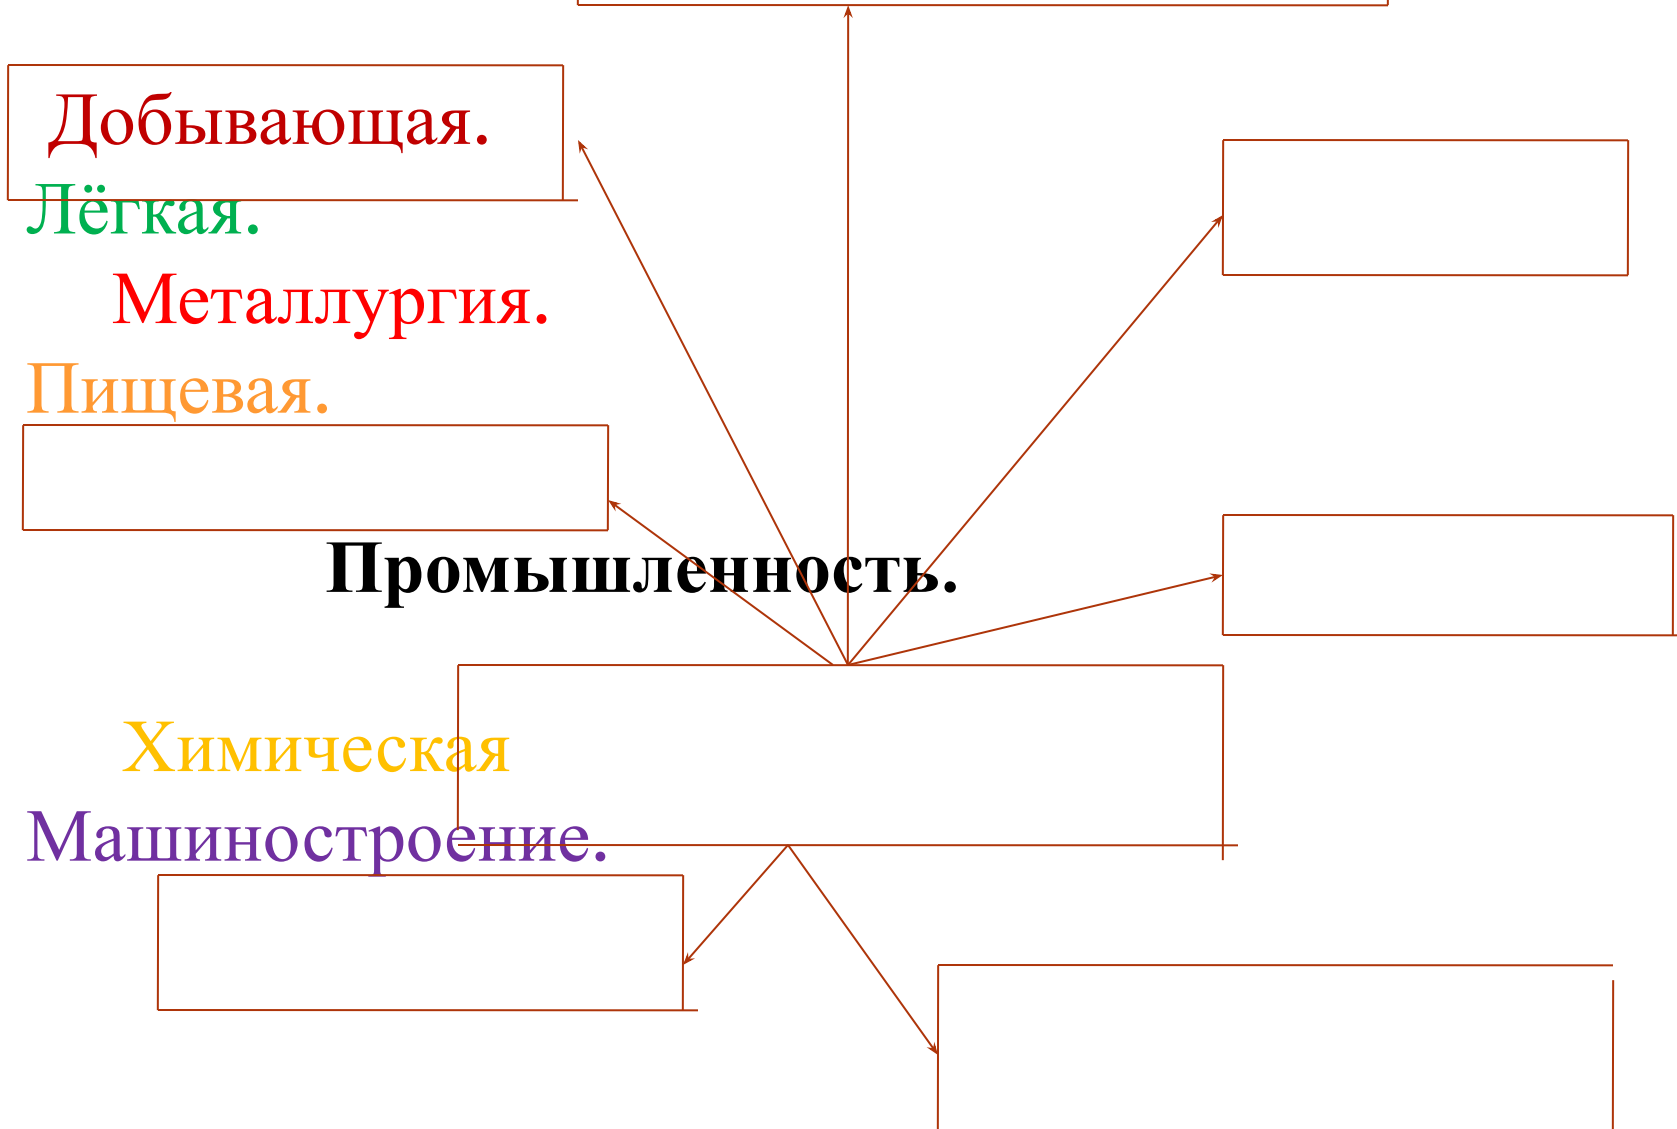 Добывающая.
Лёгкая.
Металлургия.
Пищевая.
Промышленность.
Химическая
Машиностроение.